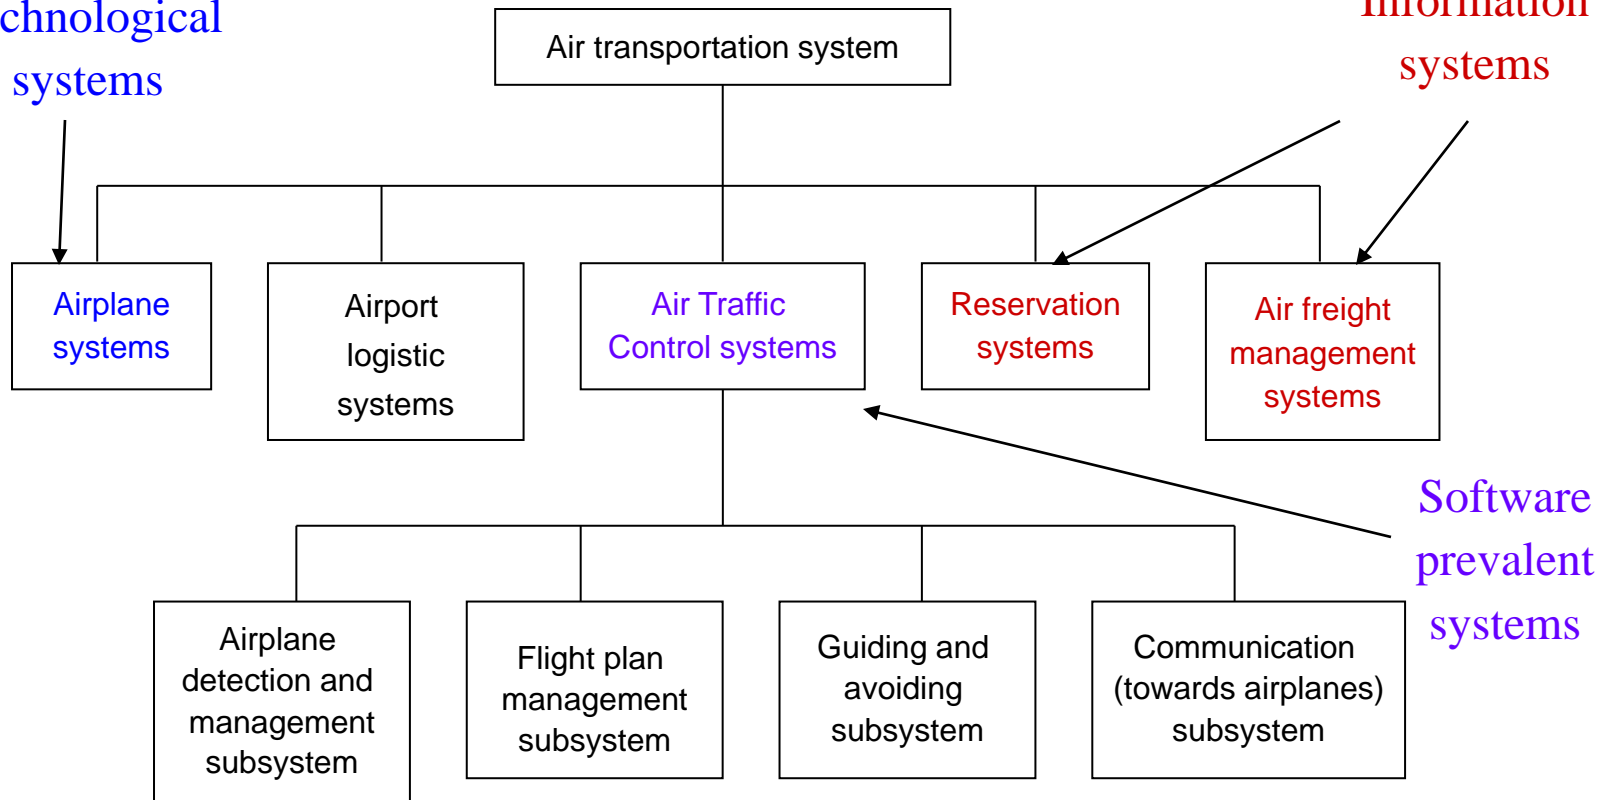 chnological
systems
Air transportation system
Information
systems
Airplane
systems
Airport
logistic
systems
Air Traffic
Control systems
Reservation
systems
Air freight
management
systems
Software
prevalent
systems
Airplane
detection and
management
subsystem
Flight plan
management
subsystem
Guiding and
avoiding
subsystem
Communication
(towards airplanes)
subsystem